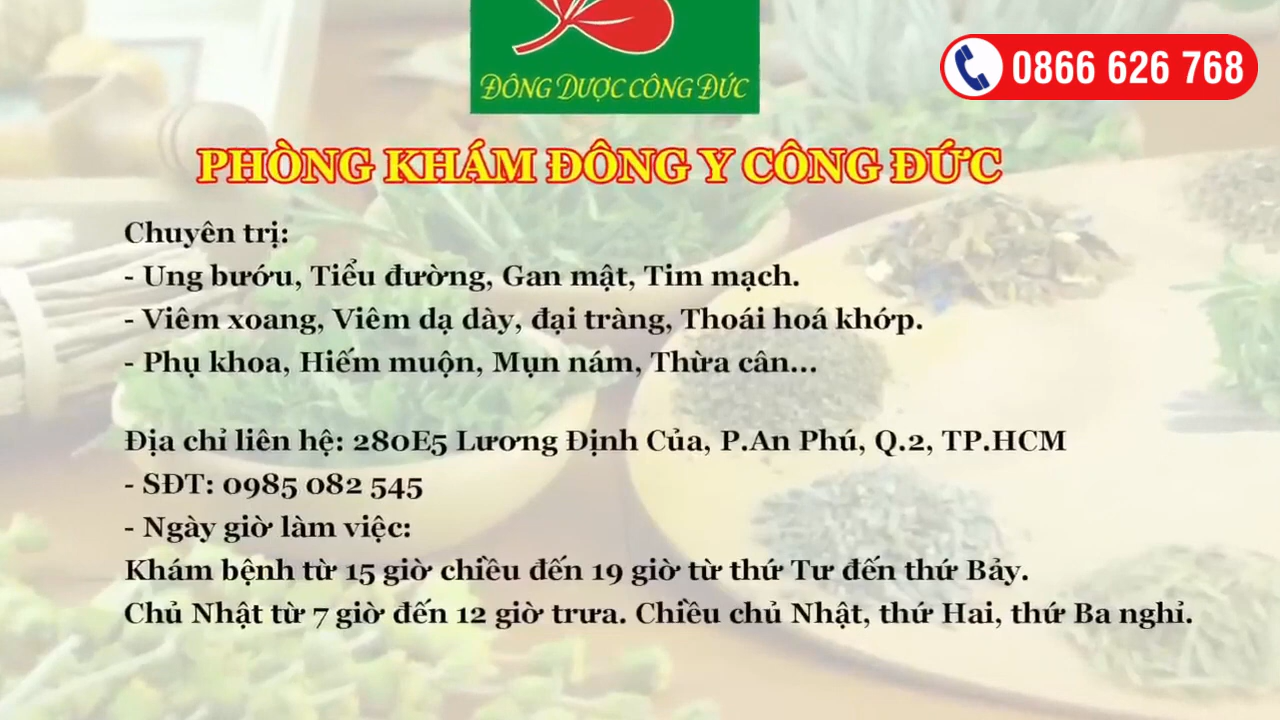 0866 626 768
ĐÔNG DƯỢC CÔNG ĐỨC
PHÒNG KHÁM ĐÔNG Y CÔNG ĐỨC
Chuyên trị:
- Ung bướu, Tiểu đường, Gan mật, Tim mạch.
- Viêm xoang, Viêm dạ dày, đại tràng, Thoái hoá khớp.
- Phụ khoa, Hiếm muộn, Mụn nám, Thừa cân...
Địa chỉ liên hệ: 280E5 Lương Định Của, P.An Phú, Q.2, TP.HCM
- SĐT: 0985 082 545
- Ngày giờ làm việc:
Khám bệnh từ 15 giờ chiều đến 19 giờ từ thứ Tư đến thứ Bảy.
Chủ Nhật từ 7 giờ đến 12 giờ trưa. Chiều chủ Nhật, thứ Hai, thứ Ba nghỉ.